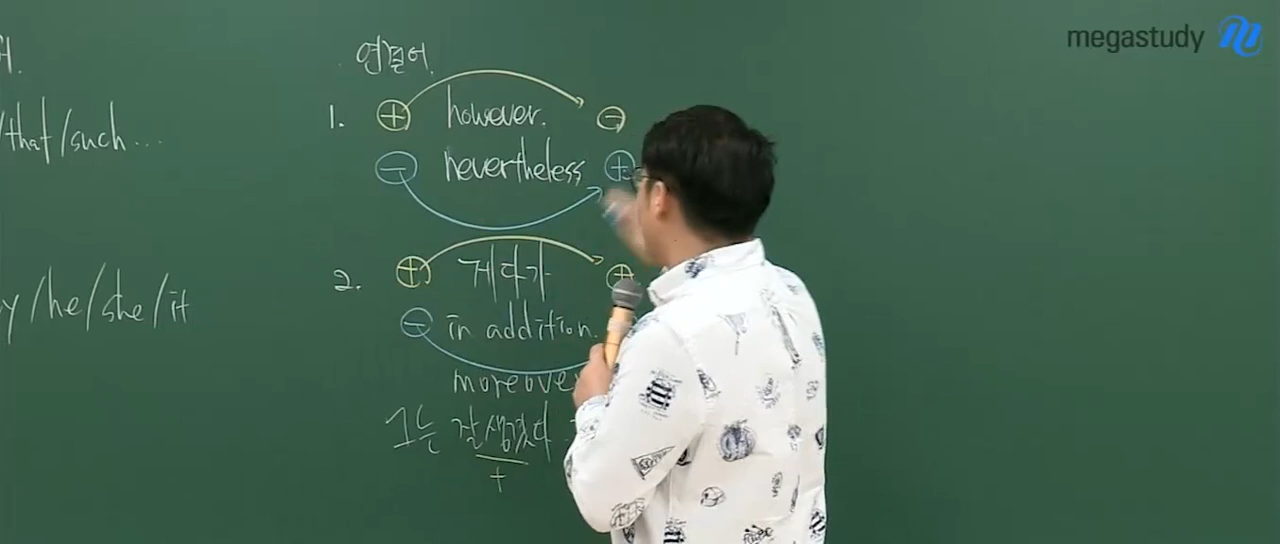 megastudy
/that/such...
y/he/she/it
연결어
1. ⊕ however. ⊖
⊖ nevertheless ⊕
2. ⊕ 게다가 ⊕
⊖ in addition.
moreover
그는 잘생겼다
+